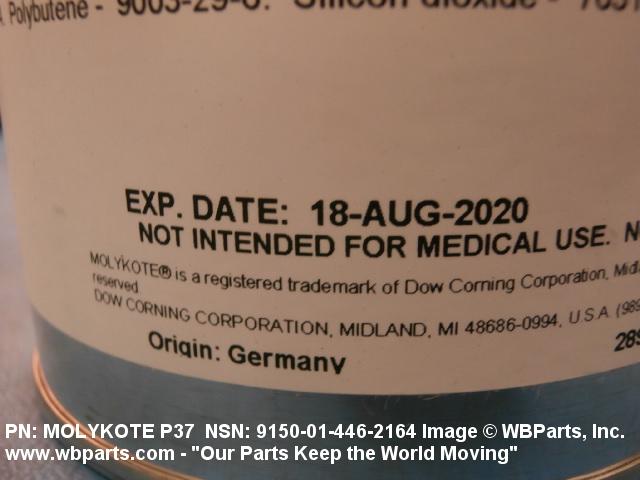 Polybutene - 9003-29-6. Silicon dioxide -
EXP. DATE: 18-AUG-2020
NOT INTENDED FOR MEDICAL USE.
MOLYKOTE® is a registered trademark of Dow Corning Corporation,
reserved.
DOW CORNING CORPORATION, MIDLAND, MI 48686-0994, U.S.A.
Origin: Germany
PN: MOLYKOTE P37 NSN: 9150-01-446-2164 Image © WBParts, Inc.
www.wbparts.com - "Our Parts Keep the World Moving"